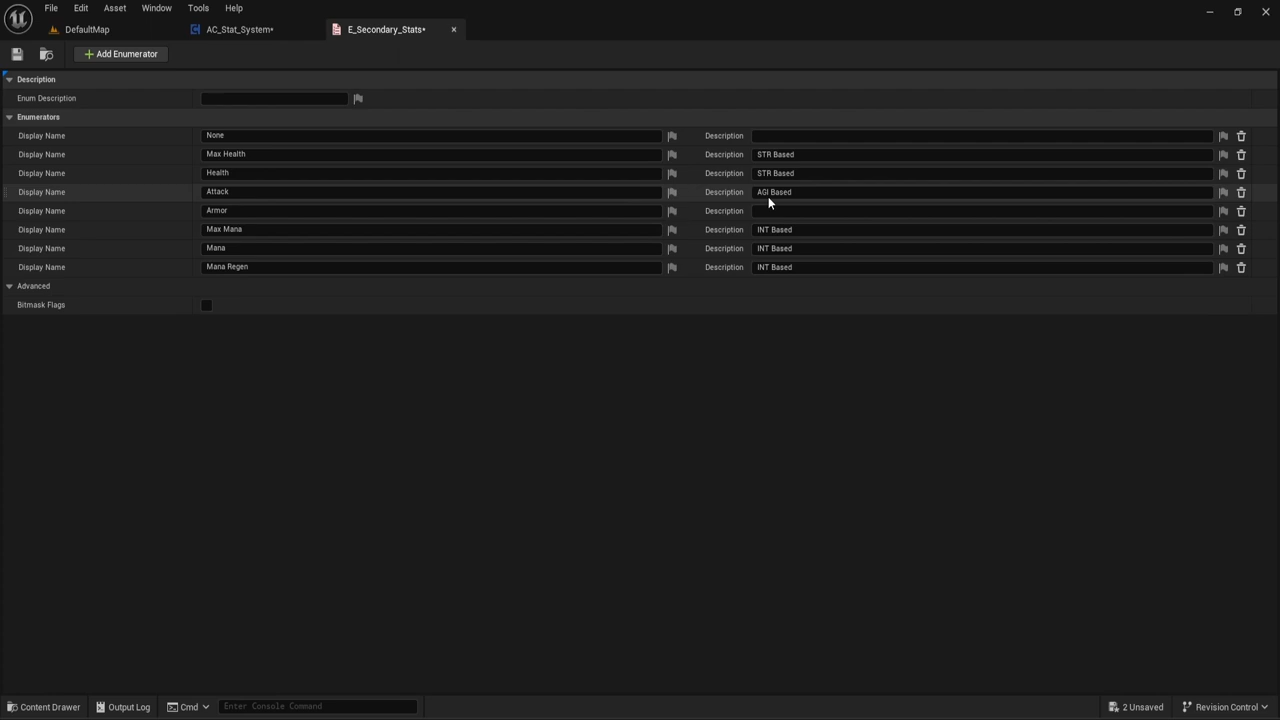 File Edit Asset Window Tools Help
DefaultMap AC_Stat_System* E_Secondary_Stats*
Add Enumerator
Description
Enum Description
Enumerators
Display Name None Description
Display Name Max Health Description STR Based
Display Name Health Description STR Based
Display Name Attack Description AGI Based
Display Name Armor Description
Display Name Max Mana Description INT Based
Display Name Mana Description INT Based
Display Name Mana Regen Description INT Based
Advanced
Bitmask Flags
Content Drawer Output Log Cmd Enter Console Command 2 Unsaved Revision Control